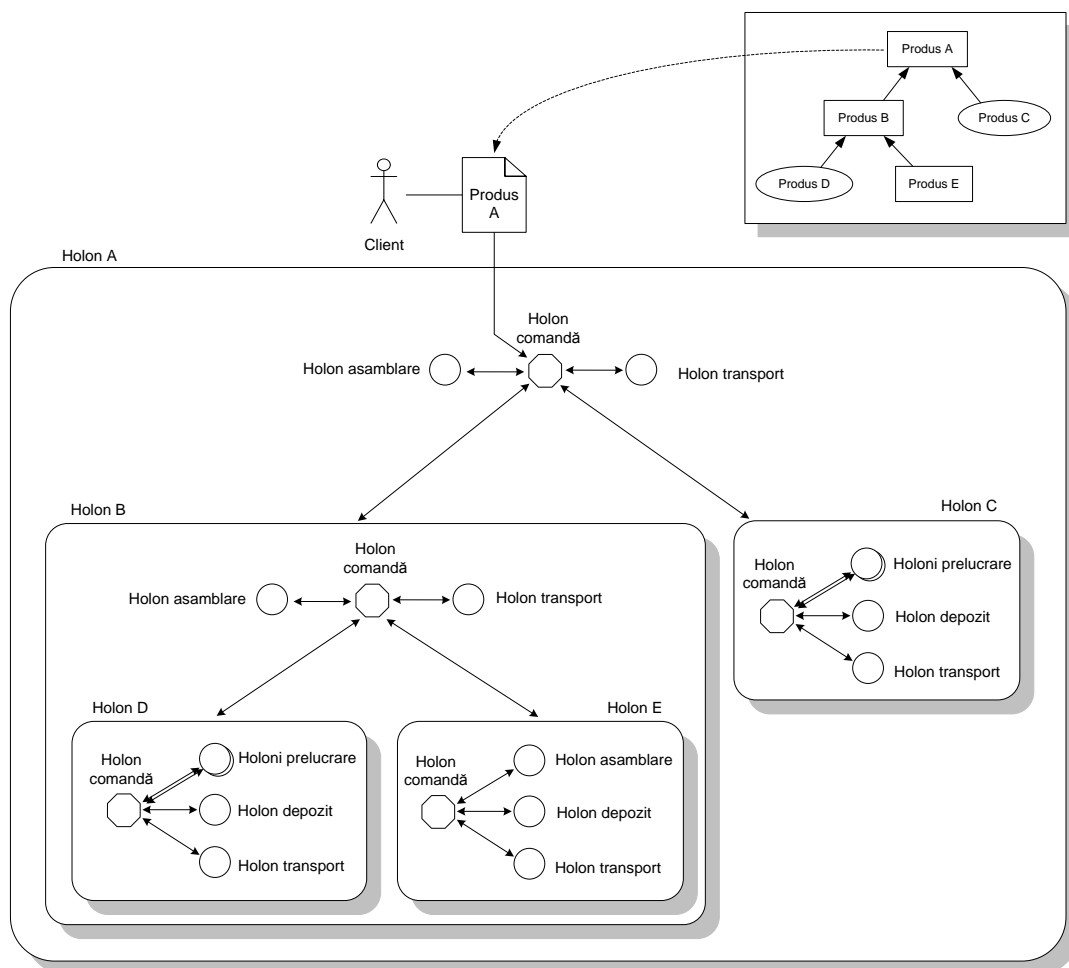 Produs A
Produs B
Produs C
Produs D
Produs E
Produs
A
Client
Holon A
Holon
comandă
Holon asamblare
Holon transport
Holon B
Holon
comandă
Holon asamblare
Holon transport
Holon C
Holon
comandă
Holoni prelucrare
Holon depozit
Holon transport
Holon D
Holon
comandă
Holoni prelucrare
Holon depozit
Holon transport
Holon E
Holon
comandă
Holon asamblare
Holon depozit
Holon transport